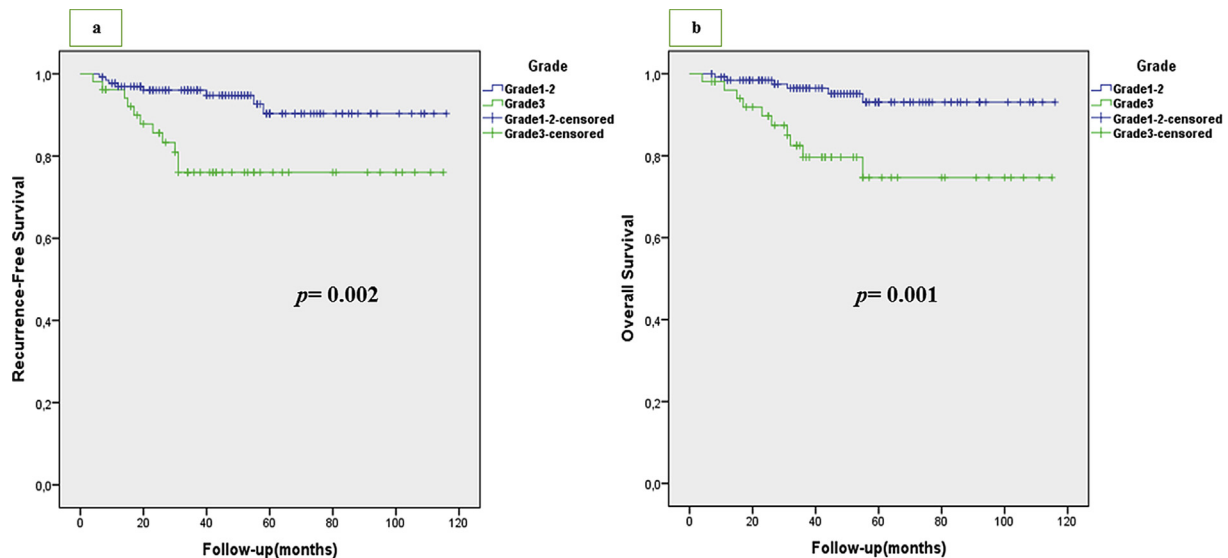 a
Recurrence-Free Survival
1,0
0,8
0,6
0,4
0,2
0,0
p= 0.002
0 20 40 60 80 100 120
Follow-up(months)
Grade
Grade1-2
Grade3
Grade1-2-censored
Grade3-censored
b
Overall Survival
1,0
0,8
0,6
0,4
0,2
0,0
p= 0.001
0 20 40 60 80 100 120
Follow-up(months)
Grade
Grade1-2
Grade3
Grade1-2-censored
Grade3-censored